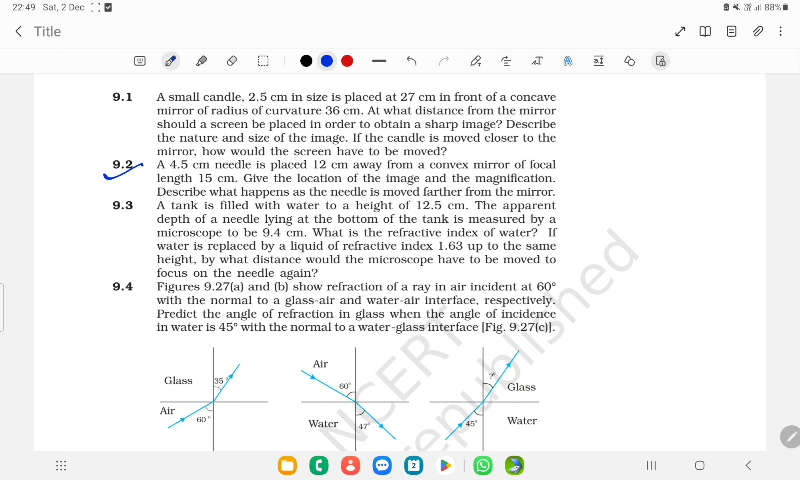 22:49 Sat, 2 Dec
88%
Title
9.1 A small candle, 2.5 cm in size is placed at 27 cm in front of a concave
mirror of radius of curvature 36 cm. At what distance from the mirror
should a screen be placed in order to obtain a sharp image? Describe
the nature and size of the image. If the candle is moved closer to the
mirror, how would the screen have to be moved?
9.2 A 4.5 cm needle is placed 12 cm away from a convex mirror of focal
length 15 cm. Give the location of the image and the magnification.
Describe what happens as the needle is moved farther from the mirror.
9.3 A tank is filled with water to a height of 12.5 cm. The apparent
depth of a needle lying at the bottom of the tank is measured by a
microscope to be 9.4 cm. What is the refractive index of water? If
water is replaced by a liquid of refractive index 1.63 up to the same
height, by what distance would the microscope have to be moved to
focus on the needle again?
9.4 Figures 9.27(a) and (b) show refraction of a ray in air incident at 60°
with the normal to a glass-air and water-air interface, respectively.
Predict the angle of refraction in glass when the angle of incidence
in water is 45° with the normal to a water-glass interface [Fig. 9.27(c)].
Glass
35°
Air
60°
Air
60°
Water
47°
Glass
45°
Water
NCERT
republished
2